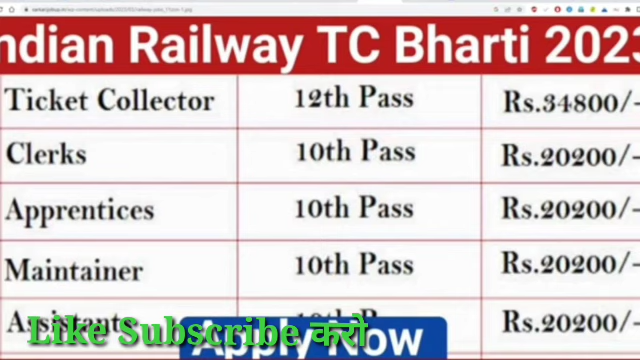 ndian Railway TC Bharti 2023
Ticket Collector 12th Pass Rs.34800/-
Clerks 10th Pass Rs.20200/-
Apprentices 10th Pass Rs.20200/-
Maintainer 10th Pass Rs.20200/-
Assistants Rs.20200/-
Like Subscribe करो
Apply Now